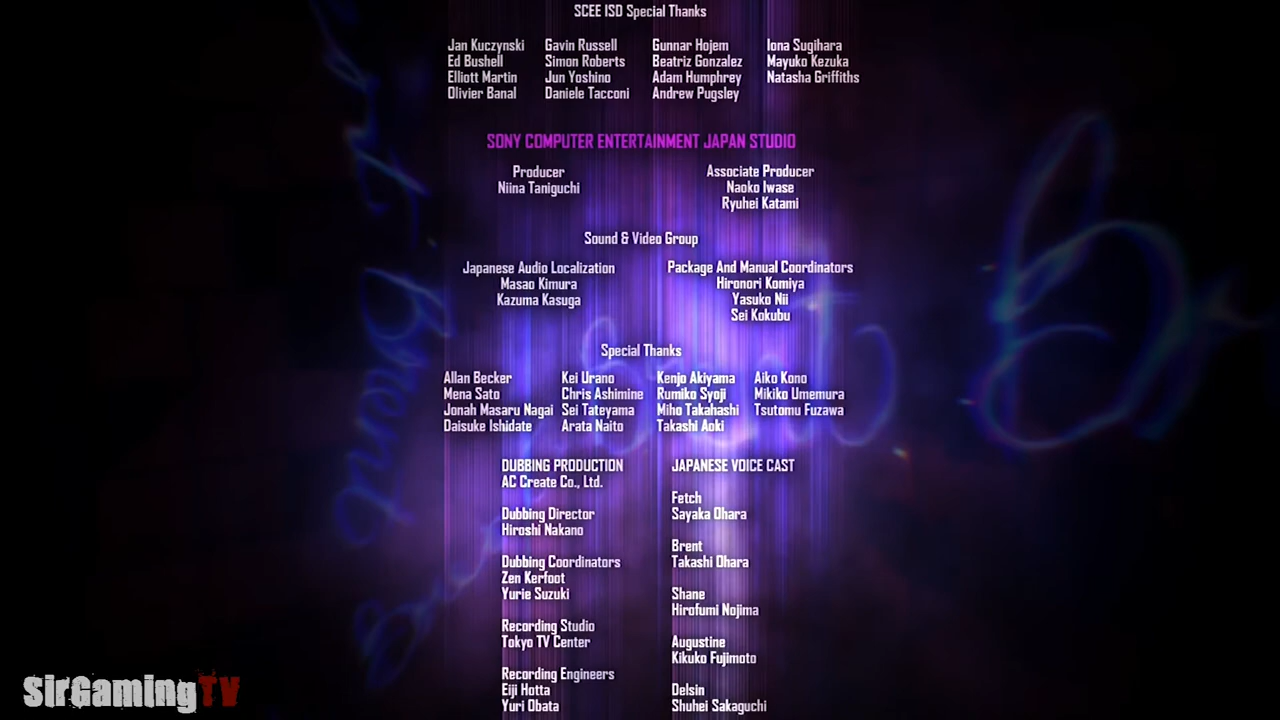 SCEE ISD Special Thanks
Jan Kuczynski Gavin Russell Gunnar Hojem Iona Sugihara
Ed Bushell Simon Roberts Beatriz Gonzalez Mayuko Kezuka
Elliott Martin Jun Yoshino Adam Humphrey Natasha Griffiths
Olivier Banal Daniele Tacconi Andrew Pugsley
SONY COMPUTER ENTERTAINMENT JAPAN STUDIO
Producer
Niina Taniguchi
Associate Producer
Naoko Iwase
Ryuhei Katami
Sound & Video Group
Japanese Audio Localization
Masao Kimura
Kazuma Kasuga
Package And Manual Coordinators
Hironori Komiya
Yasuko Nii
Sei Kokubu
Special Thanks
Allan Becker Kei Urano Kenjo Akiyama Aiko Kono
Mena Sato Chris Ashimine Rumiko Syoji Mikiko Umemura
Jonah Masaru Nagai Sei Tateyama Miho Takahashi Tsutomu Fuzawa
Daisuke Ishidate Arata Naito Takashi Aoki
DUBBING PRODUCTION
AC Create Co., Ltd.
Dubbing Director
Hiroshi Nakano
Dubbing Coordinators
Zen Kerfoot
Yurie Suzuki
Recording Studio
Tokyo TV Center
Recording Engineers
Eiji Hotta
Yuri Obata
JAPANESE VOICE CAST
Fetch
Sayaka Ohara
Brent
Takashi Ohara
Shane
Hirofumi Nojima
Augustine
Kikuko Fujimoto
Delsin
Shuhei Sakaguchi
Brent
SirGamingTV